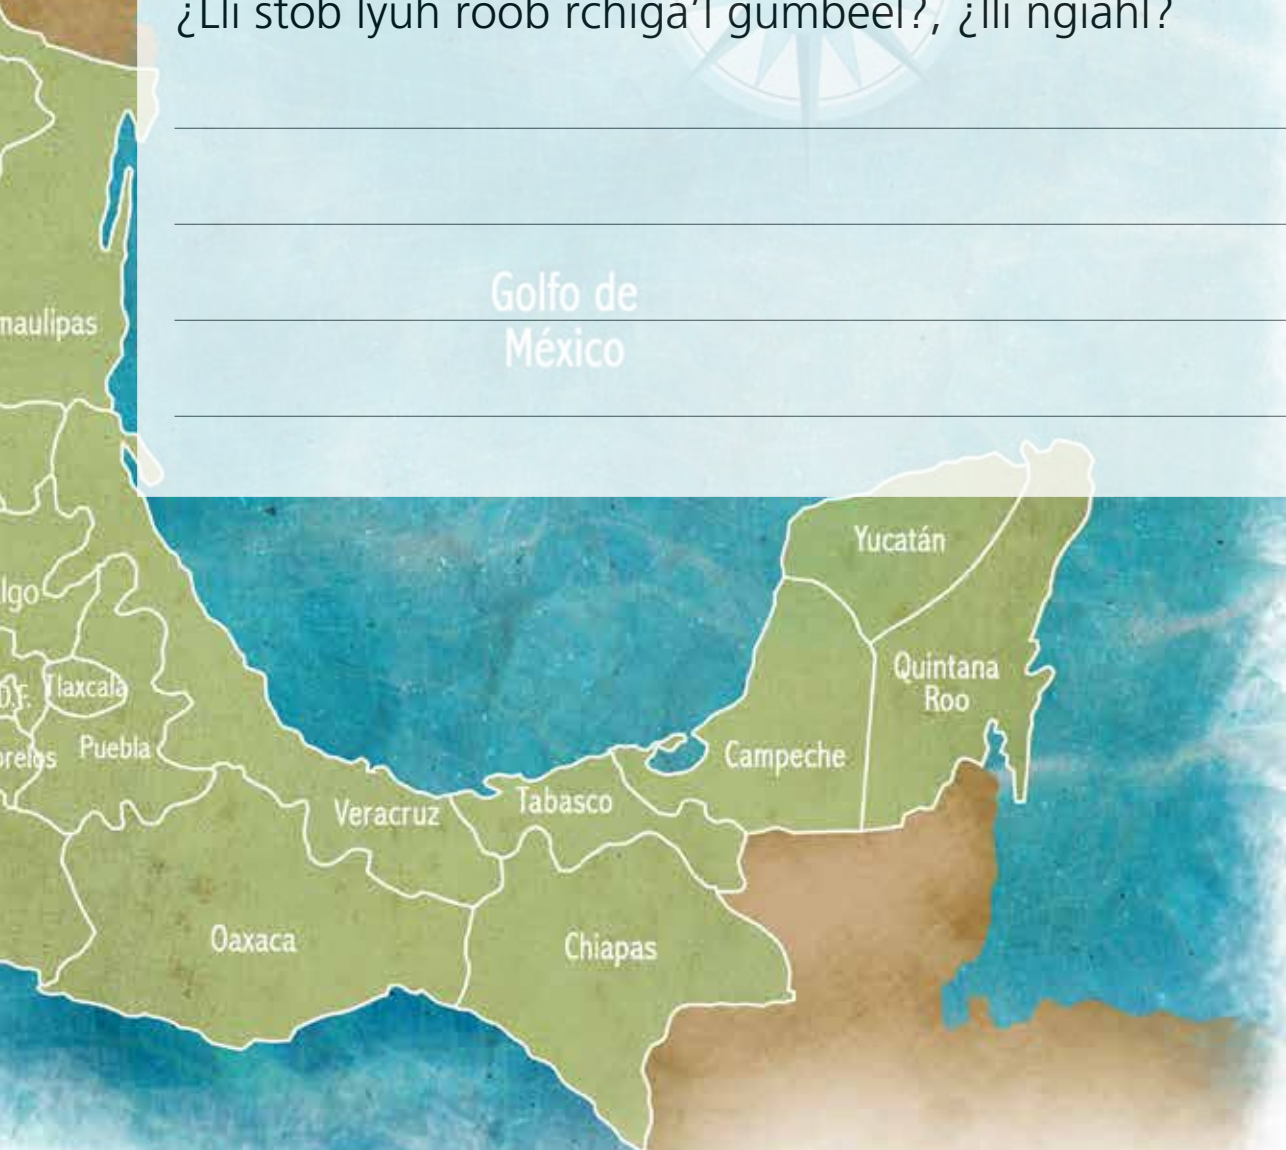 ¿Lli stob lyuh roob rchiga'l gumbeel?, ¿lli ngiahl?
Golfo de
México
maulipas
Yucatán
lgo
Quintana
Roo
D.F.
Tlaxcala
orelos
Puebla
Campeche
Veracruz
Tabasco
Oaxaca
Chiapas